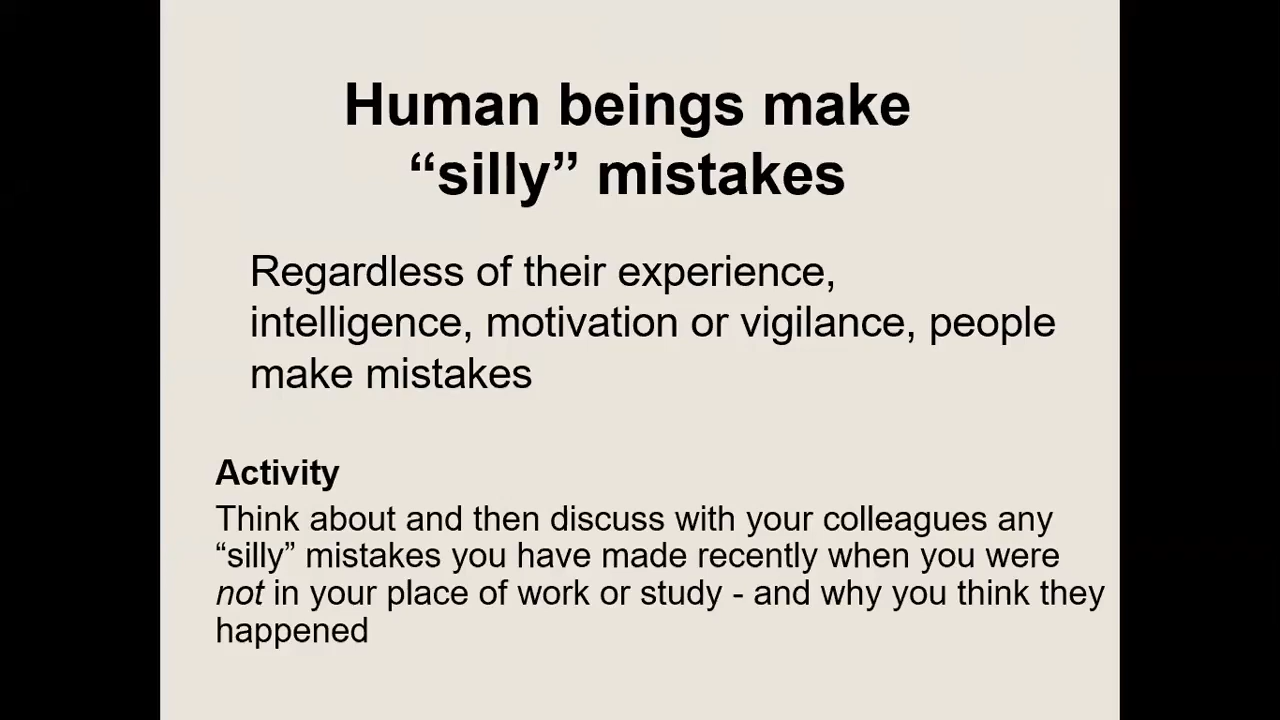 Human beings make
“silly” mistakes
Regardless of their experience,
intelligence, motivation or vigilance, people
make mistakes
Activity
Think about and then discuss with your colleagues any
“silly” mistakes you have made recently when you were
not in your place of work or study - and why you think they
happened